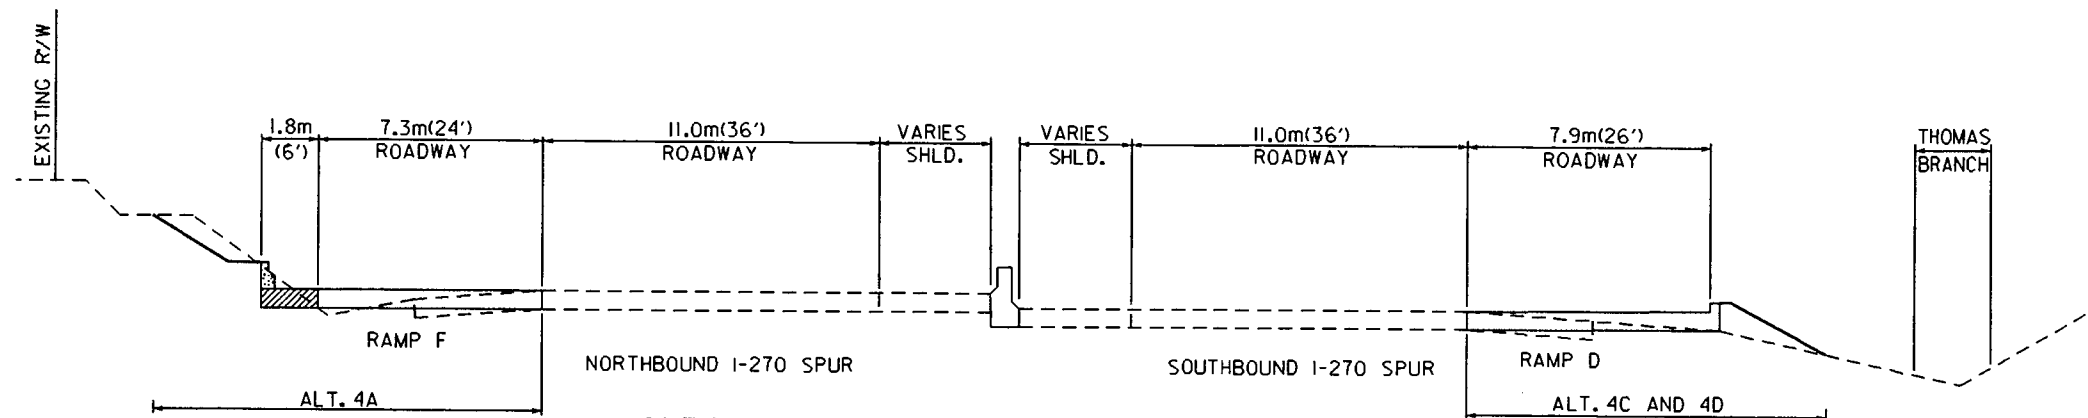 EXISTING R/W
1.8m
(6')
7.3m(24')
ROADWAY
11.0m(36')
ROADWAY
VARIES
SHLD.
VARIES
SHLD.
11.0m(36')
ROADWAY
7.9m(26')
ROADWAY
THOMAS
BRANCH
RAMP F
NORTHBOUND I-270 SPUR
SOUTHBOUND I-270 SPUR
RAMP D
ALT. 4A
ALT. 4C AND 4D